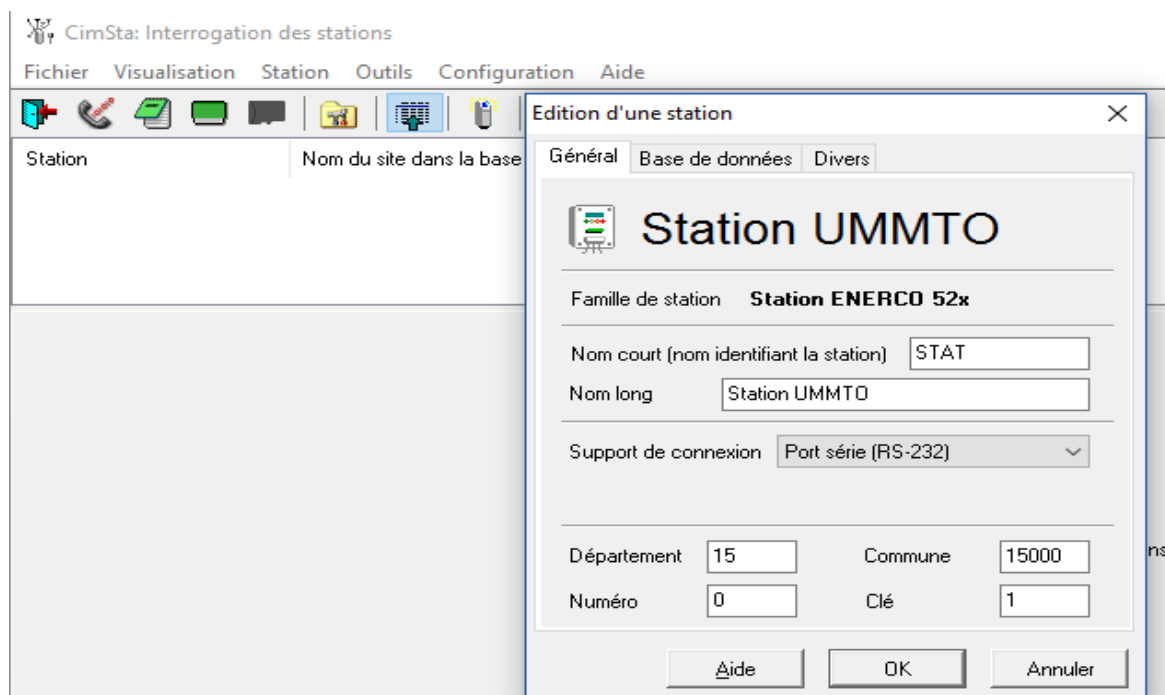 CimSta: Interrogation des stations
Fichier Visualisation Station Outils Configuration Aide
Station Nom du site dans la base
Edition d'une station
Général Base de données Divers
Station UMMTO
Famille de station Station ENERCO 52x
Nom court (nom identifiant la station) STAT
Nom long Station UMMTO
Support de connexion Port série (RS-232)
Département 15 Commune 15000
Numéro 0 Clé 1
Aide OK Annuler
ns